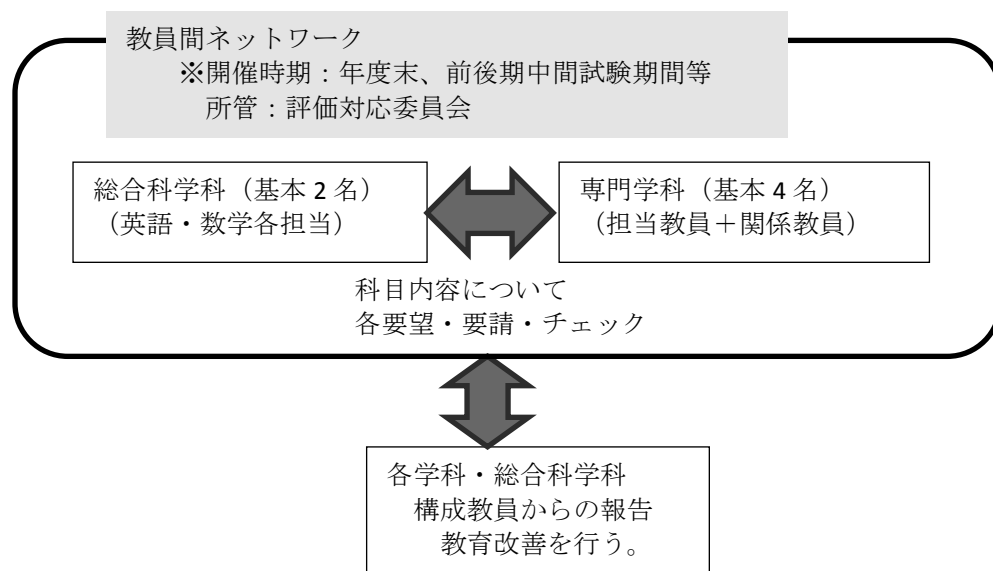 教員間ネットワーク
※開催時期：年度末、前後期中間試験期間等
所管：評価対応委員会
総合科学科（基本 2 名）
（英語・数学各担当）
専門学科（基本 4 名）
（担当教員＋関係教員）
科目内容について
各要望・要請・チェック
各学科・総合科学科
構成教員からの報告
教育改善を行う。